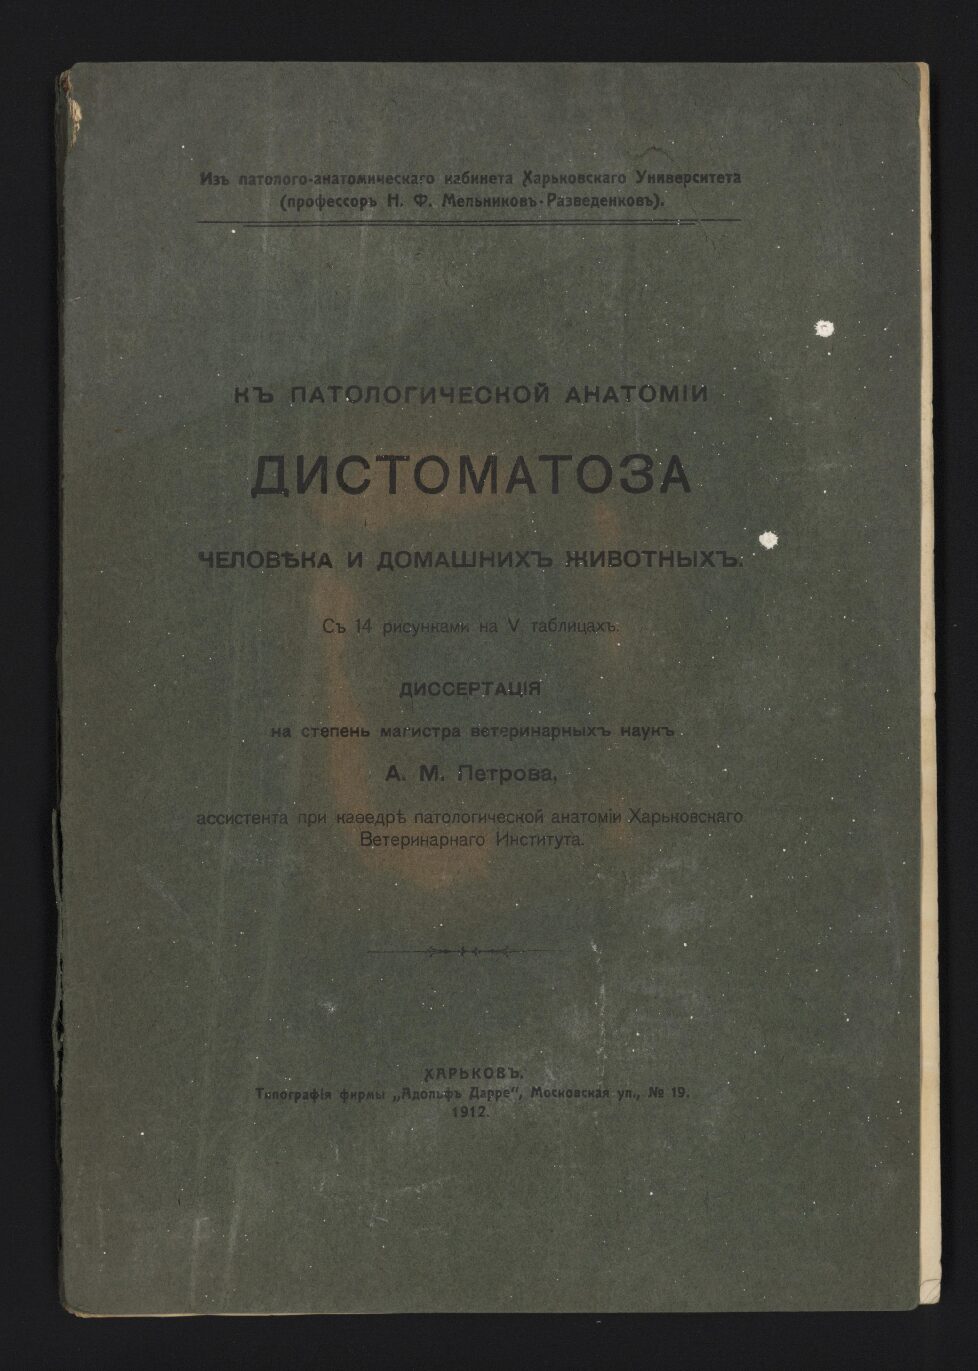 Изъ патолого-анатомическаго кабинета Харьковскаго Университета
(профессоръ Н. Ф. Мельниковъ-Разведенковъ).
КЪ ПАТОЛОГИЧЕСКОЙ АНАТОМІИ
ДИСТОМАТОЗА
ЧЕЛОВѢКА И ДОМАШНИХЪ ЖИВОТНЫХЪ.
Съ 14 рисунками на V таблицахъ.
ДИССЕРТАЦІЯ
на степень магистра ветеринарныхъ наукъ
А. М. Петрова,
ассистента при каѳедрѣ патологической анатоміи Харьковскаго
Ветеринарнаго Института.
ХАРЬКОВЪ.
Типографія фирмы „Адольфъ Дарре", Московская ул., № 19.
1912.